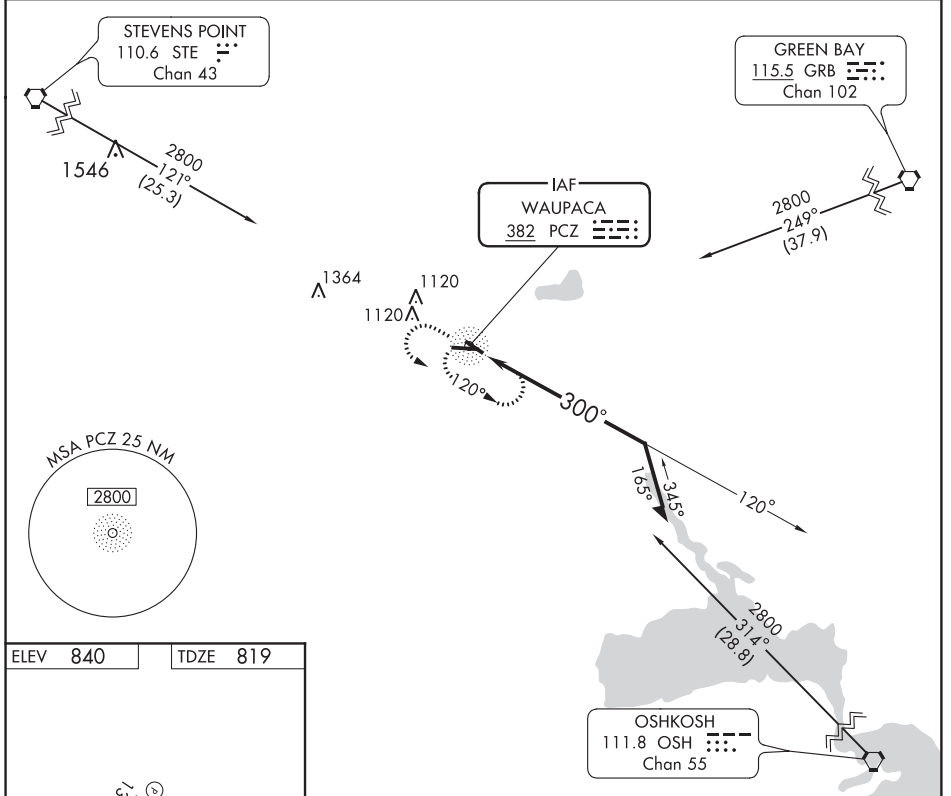 STEVENS POINT
110.6 STE
Chan 43
GREEN BAY
115.5 GRB
Chan 102
1546
2800
121°
(25.3)
IAF
WAUPACA
382 PCZ
2800
249°
(37.9)
1364
1120
1120
120°
300°
MSA PCZ 25 NM
2800
165°
345°
120°
2800
314°
(28.8)
ELEV 840
TDZE 819
OSHKOSH
111.8 OSH
Chan 55